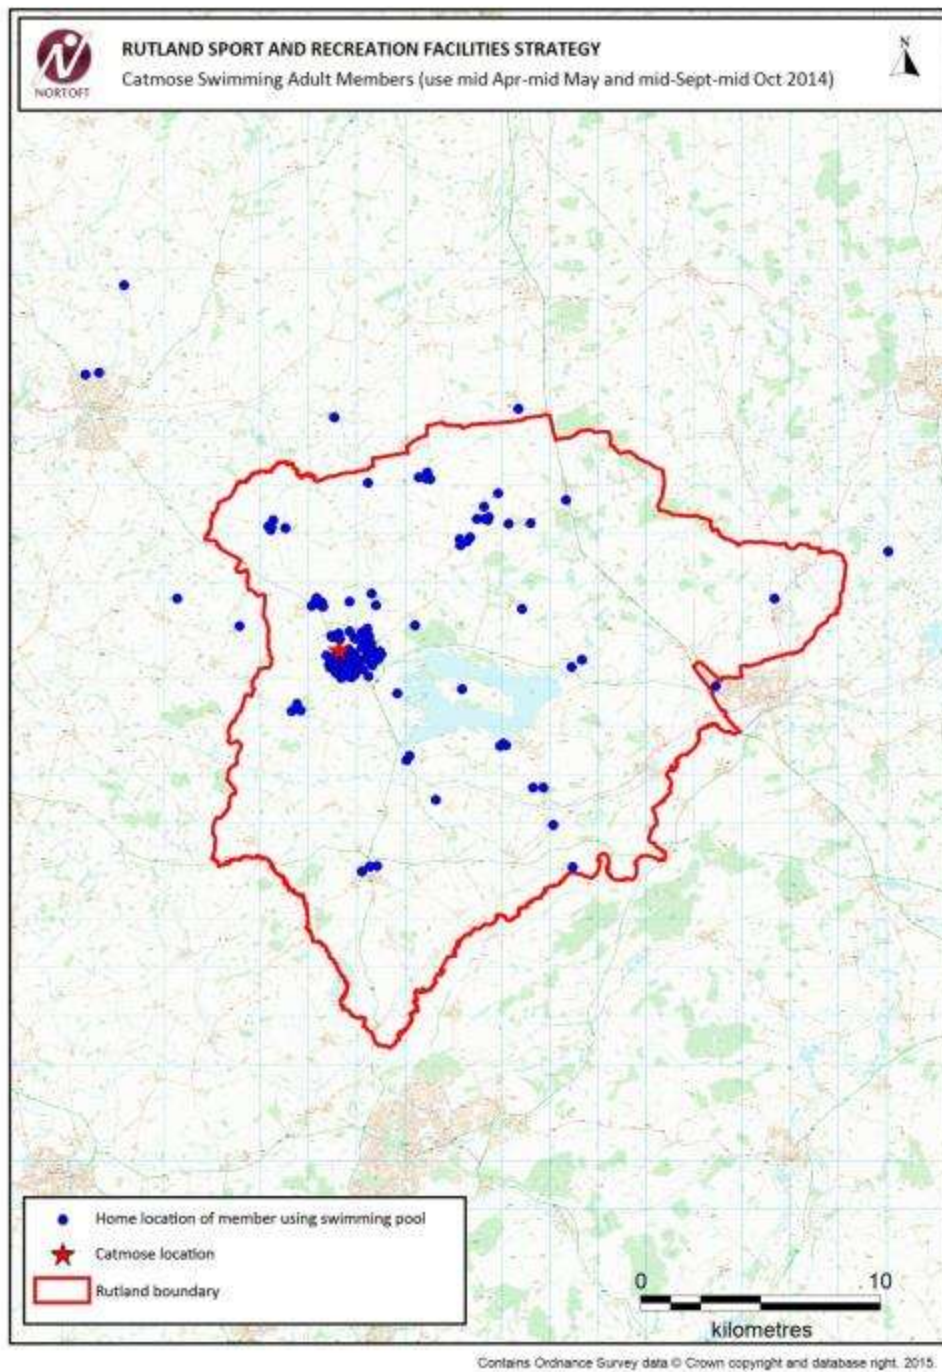 RUTLAND SPORT AND RECREATION FACILITIES STRATEGY
Catmose Swimming Adult Members (use mid Apr-mid May and mid-Sept-mid Oct 2014)
NORTOFT
N
Home location of member using swimming pool
Catmose location
Rutland boundary
0 10
kilometres
Contains Ordnance Survey data © Crown copyright and database right. 2015